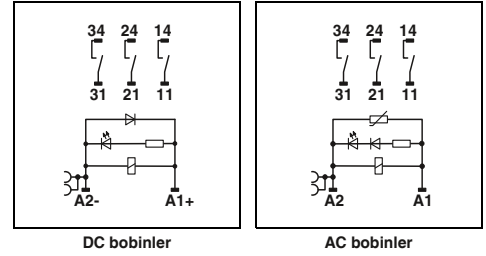 34 24 14
31 21 11
A2- A1+
DC bobinler
34 24 14
31 21 11
A2 A1
AC bobinler